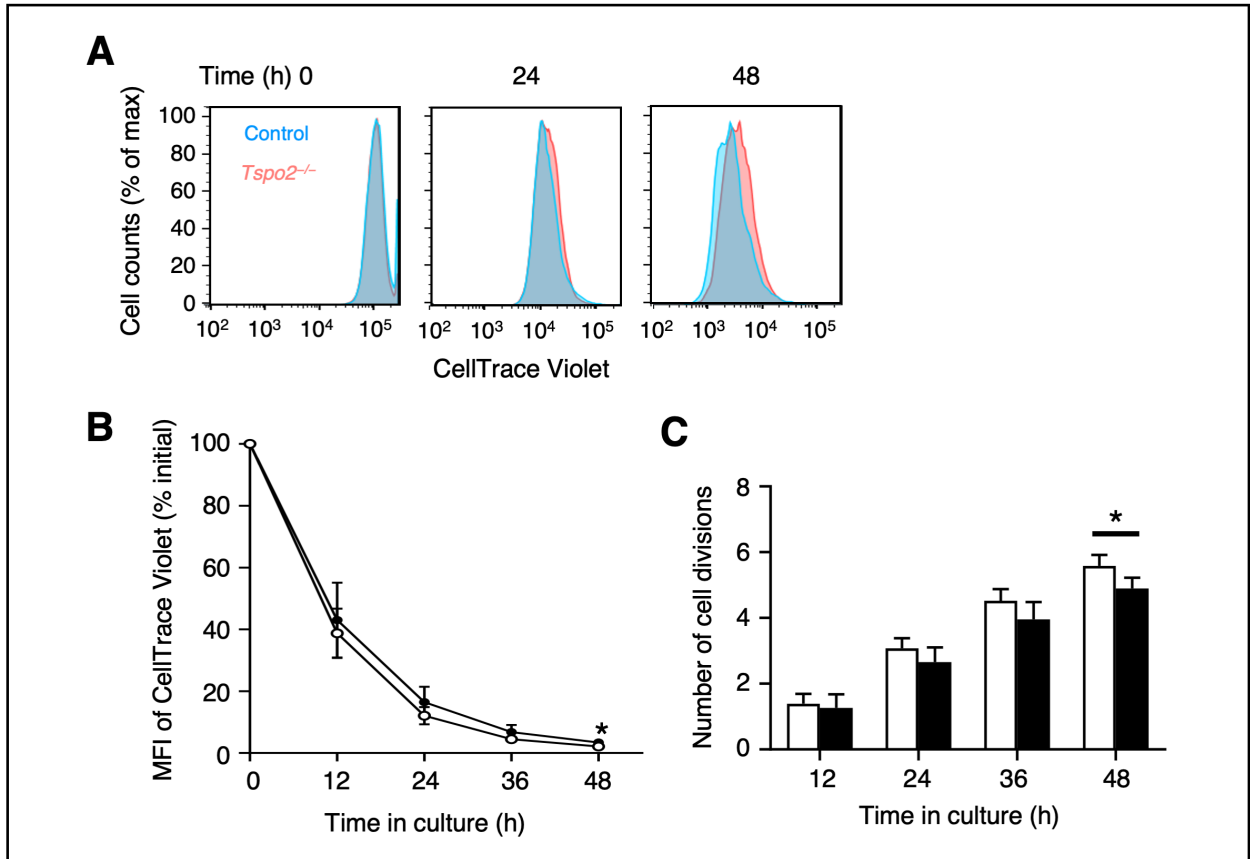 A
Time (h) 0
24
48
Cell counts (% of max)
100
80
60
40
20
0
Control
Tspo2⁻/⁻
10² 10³ 10⁴ 10⁵
10² 10³ 10⁴ 10⁵
10² 10³ 10⁴ 10⁵
CellTrace Violet
B
MFI of CellTrace Violet (% initial)
100
80
60
40
20
0
*
0 12 24 36 48
Time in culture (h)
C
Number of cell divisions
8
6
4
2
0
*
12 24 36 48
Time in culture (h)